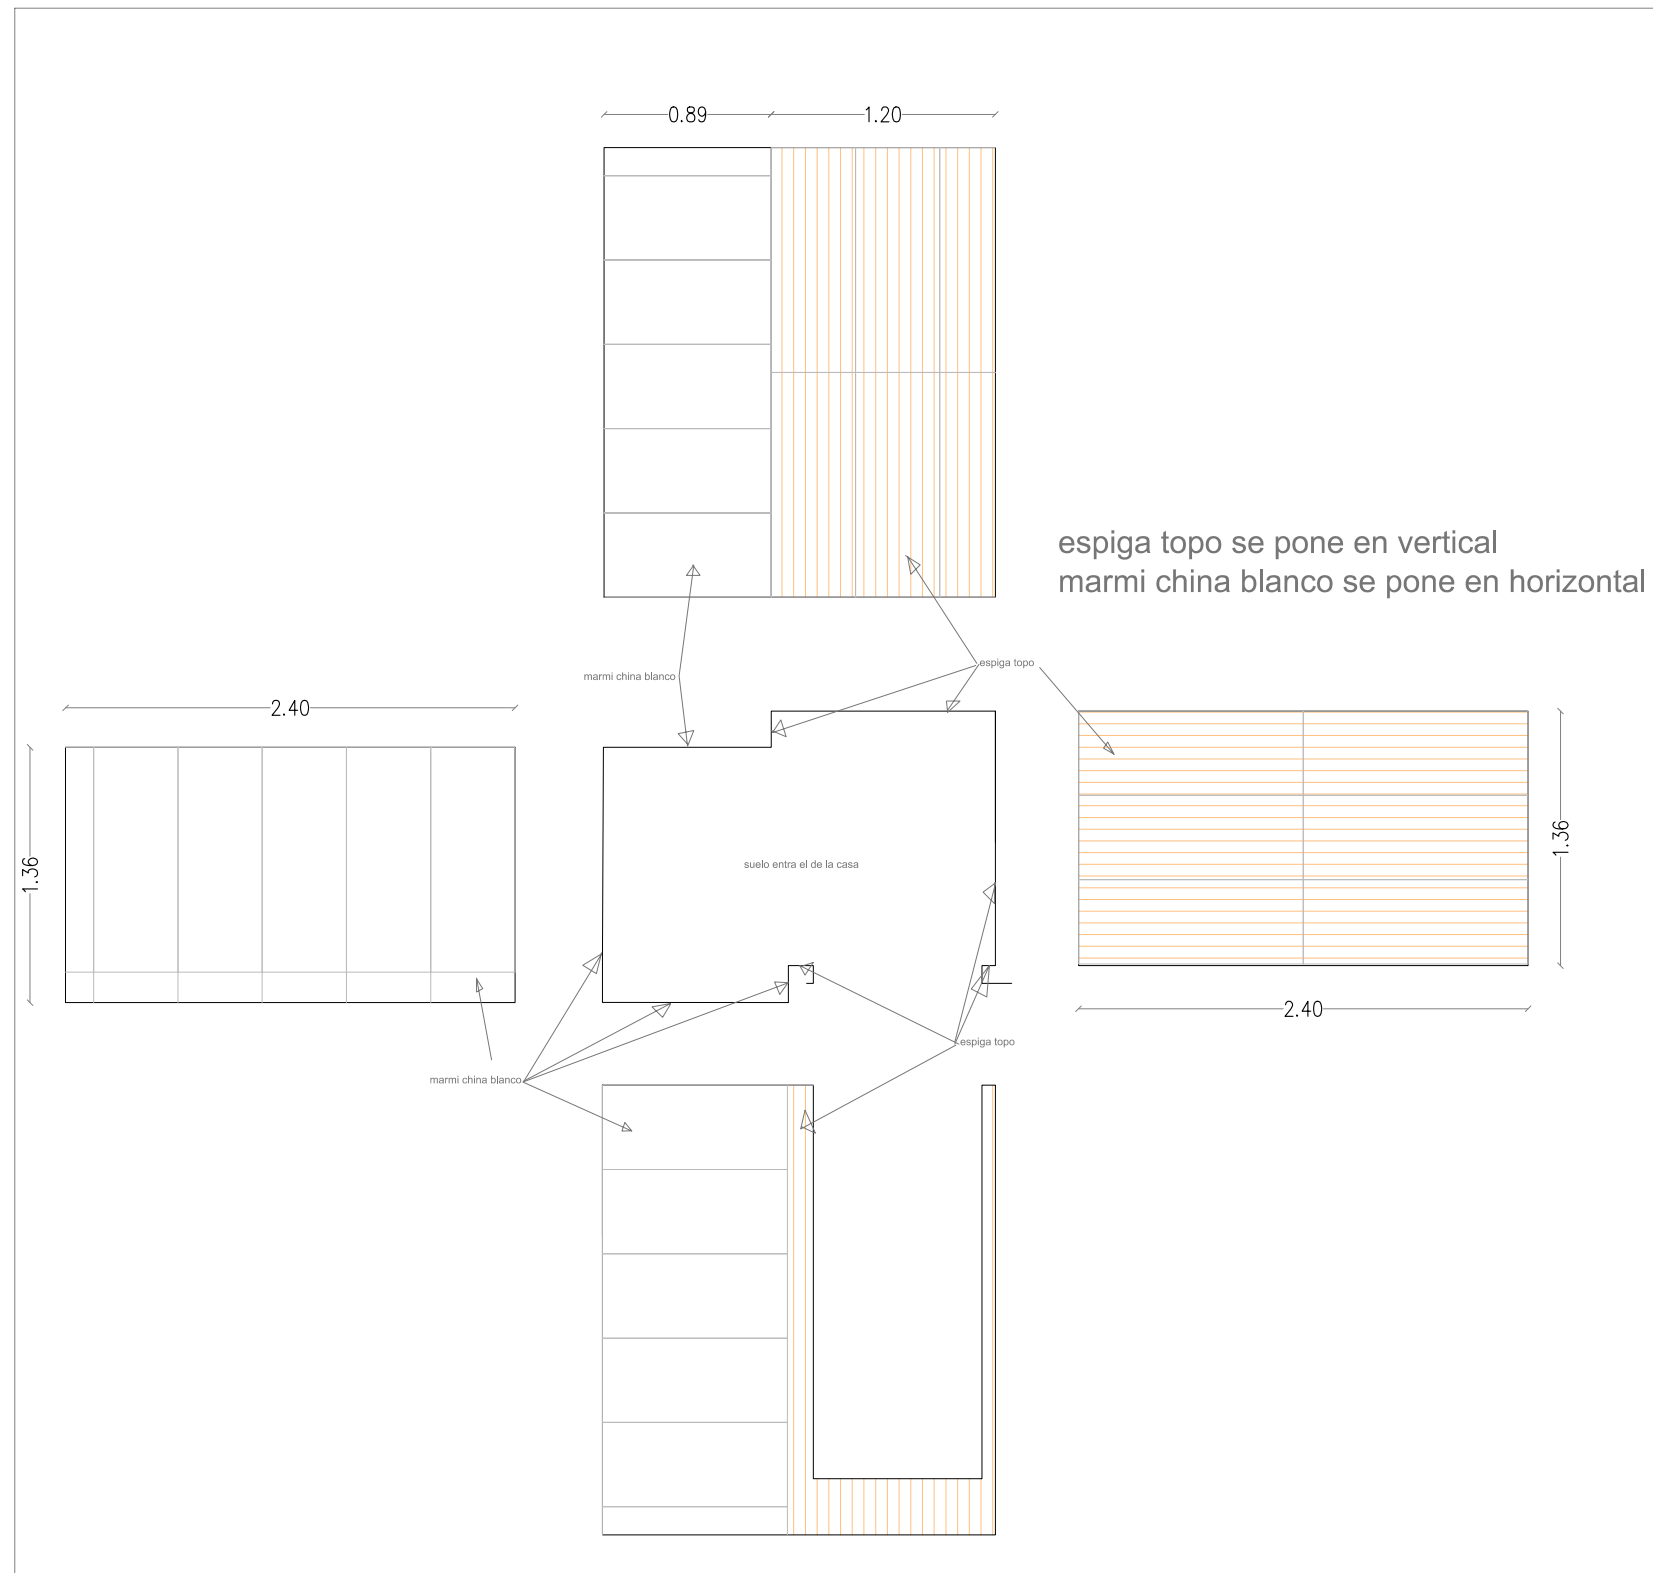 0.89
1.20
espiga topo se pone en vertical
marmi china blanco se pone en horizontal
espiga topo
marmi china blanco
2.40
1.36
suelo entra el de la casa
1.36
2.40
espiga topo
marmi china blanco